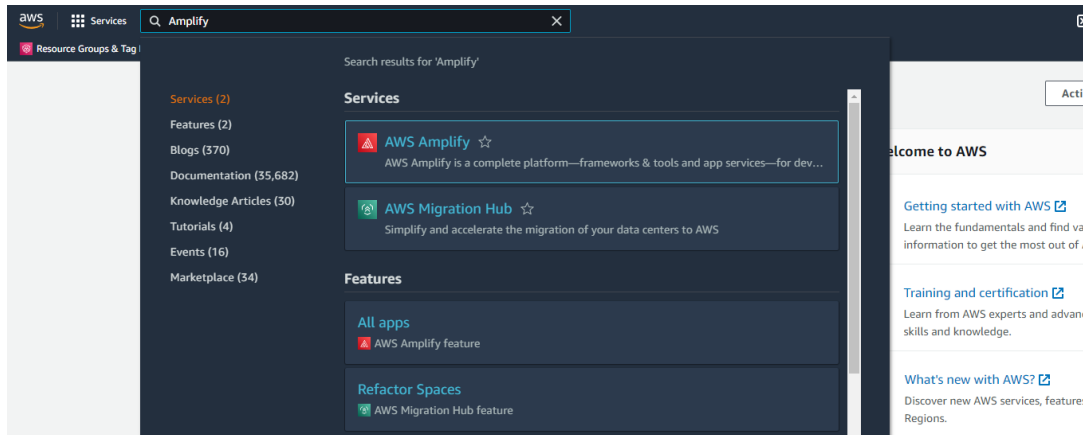 aws
Services
Amplify
Resource Groups & Tag
Search results for 'Amplify'
Services (2)
Features (2)
Blogs (370)
Documentation (35,682)
Knowledge Articles (30)
Tutorials (4)
Events (16)
Marketplace (34)
Services
AWS Amplify
AWS Amplify is a complete platform—frameworks & tools and app services—for dev...
AWS Migration Hub
Simplify and accelerate the migration of your data centers to AWS
Features
All apps
AWS Amplify feature
Refactor Spaces
AWS Migration Hub feature
Acti
elcome to AWS
Getting started with AWS
Learn the fundamentals and find va
information to get the most out of
Training and certification
Learn from AWS experts and advan
skills and knowledge.
What's new with AWS?
Discover new AWS services, features
Regions.